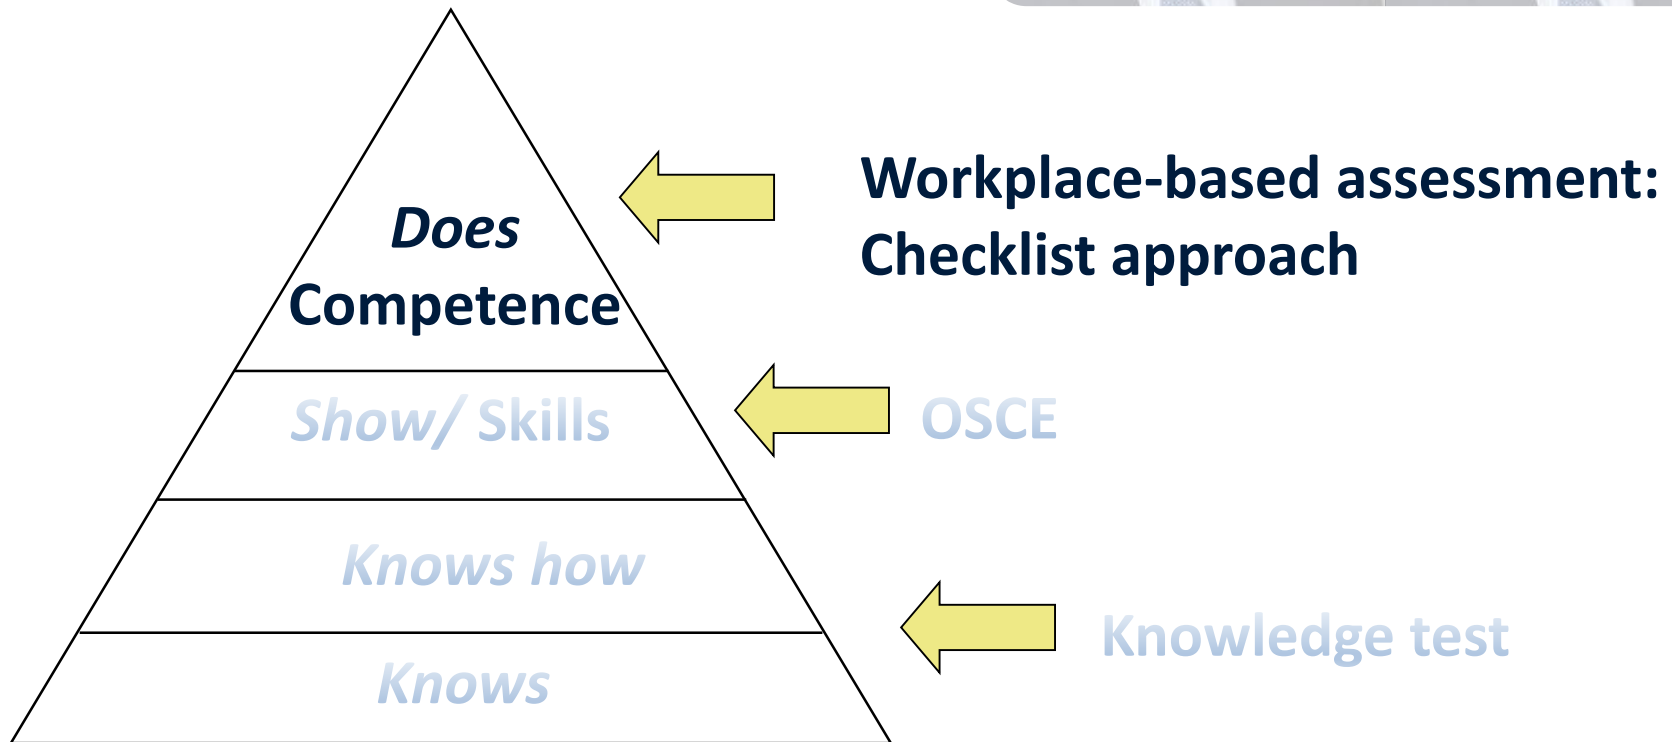 Workplace-based assessment:
Checklist approach
Does
Competence
Show/ Skills
OSCE
Knows how
Knowledge test
Knows